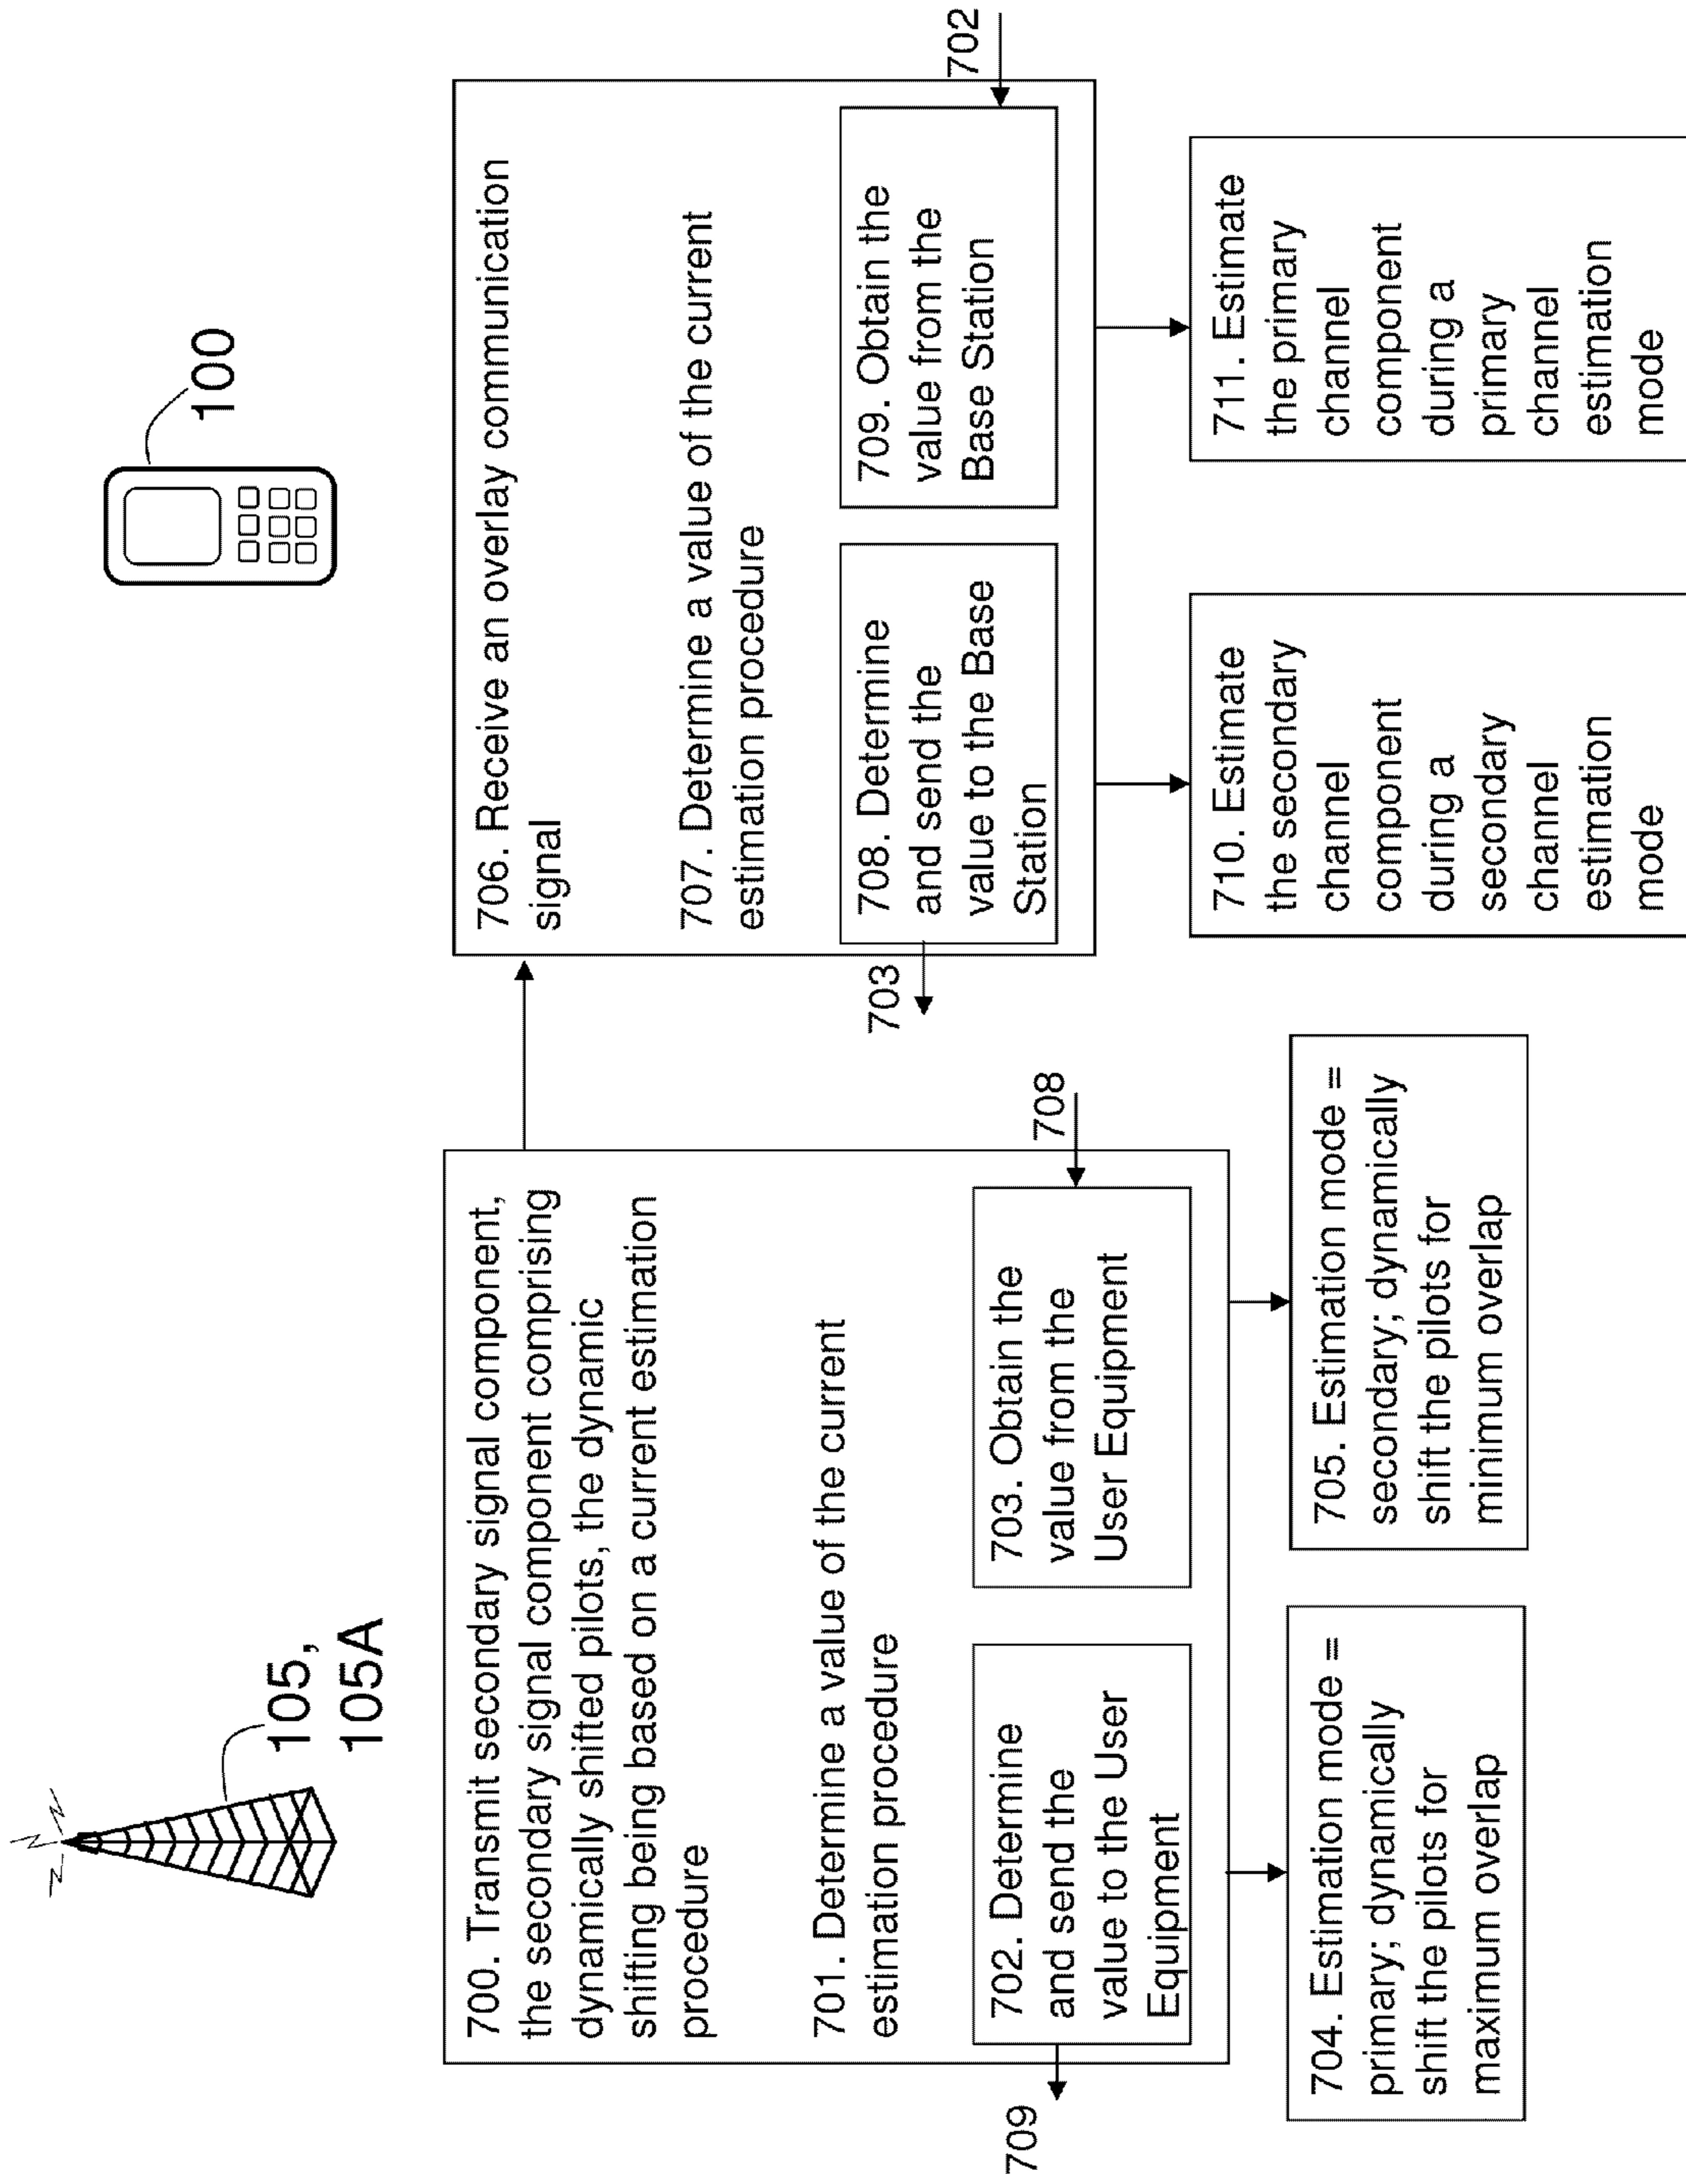 105,
105A
700. Transmit secondary signal component,
the secondary signal component comprising
dynamically shifted pilots, the dynamic
shifting being based on a current estimation
procedure
701. Determine a value of the current
estimation procedure
702. Determine
and send the
value to the User
Equipment
709
703. Obtain the
value from the
User Equipment
708
704. Estimation mode =
primary; dynamically
shift the pilots for
maximum overlap
705. Estimation mode =
secondary; dynamically
shift the pilots for
minimum overlap
100
706. Receive an overlay communication
signal
707. Determine a value of the current
estimation procedure
708. Determine
and send the
value to the Base
Station
703
709. Obtain the
value from the
Base Station
702
710. Estimate
the secondary
channel
component
during a
secondary
channel
estimation
mode
711. Estimate
the primary
channel
component
during a
primary
channel
estimation
mode